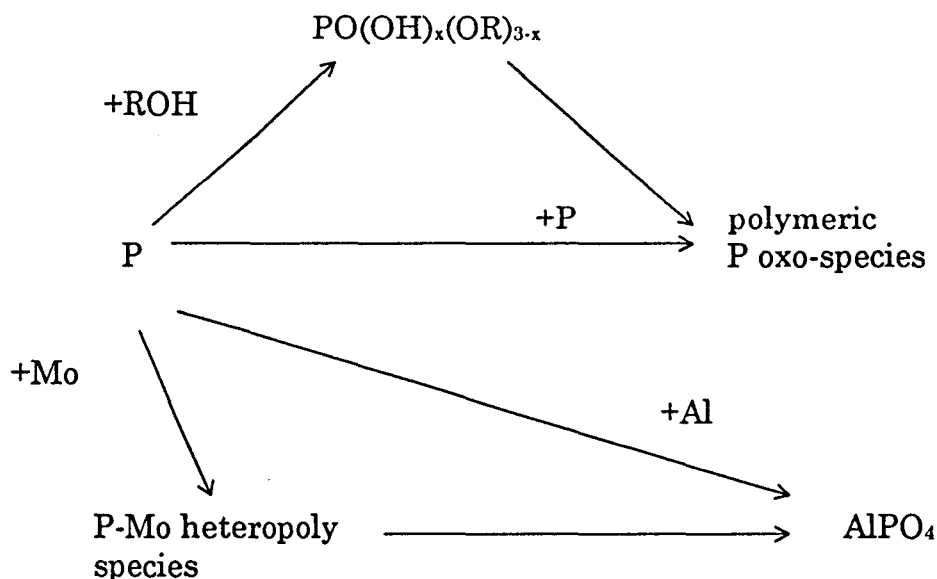 PO(OH)ₓ(OR)₃₋ₓ
+ROH
+P
P
polymeric
P oxo-species
+Mo
+Al
P-Mo heteropoly
species
AlPO₄